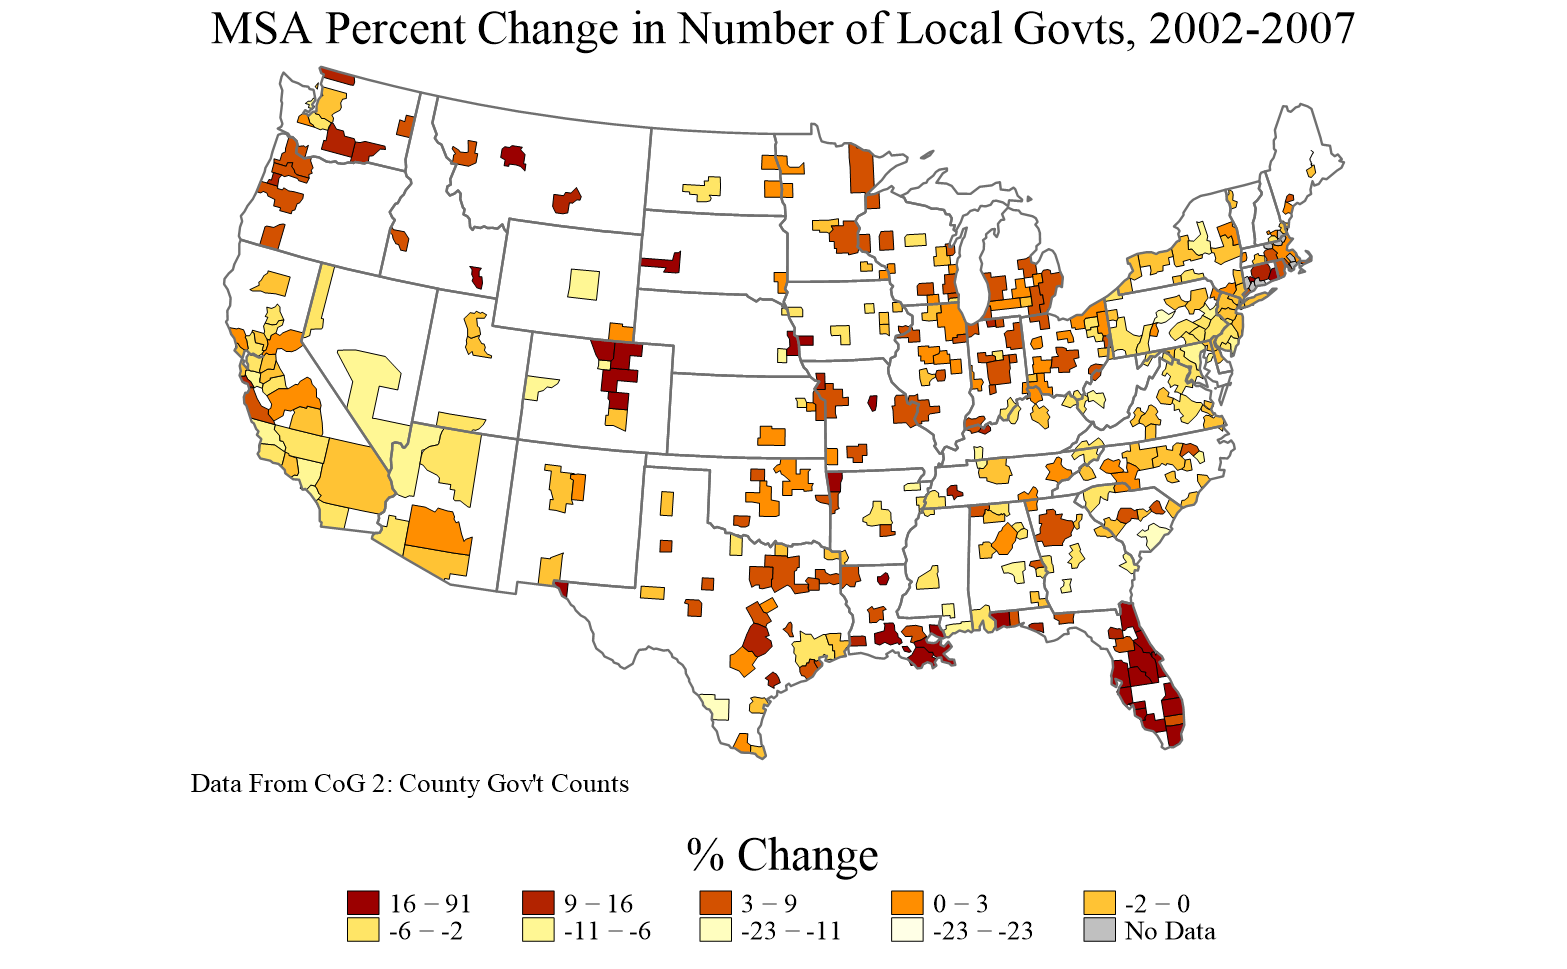 MSA Percent Change in Number of Local Govts, 2002-2007
Data From CoG 2: County Gov't Counts
% Change
16 − 91
9 − 16
3 − 9
0 − 3
-2 − 0
-6 − -2
-11 − -6
-23 − -11
-23 − -23
No Data